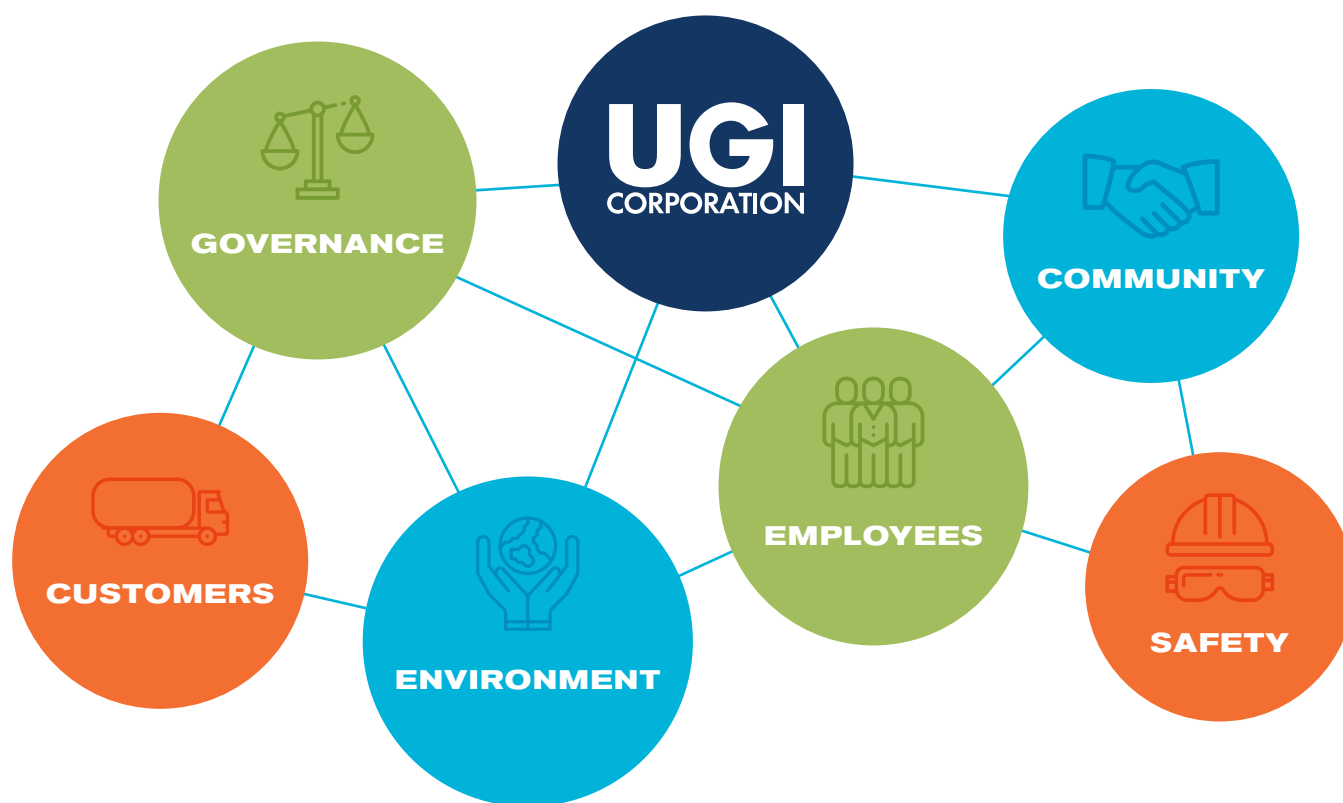 UGI
CORPORATION
GOVERNANCE
COMMUNITY
EMPLOYEES
CUSTOMERS
SAFETY
ENVIRONMENT